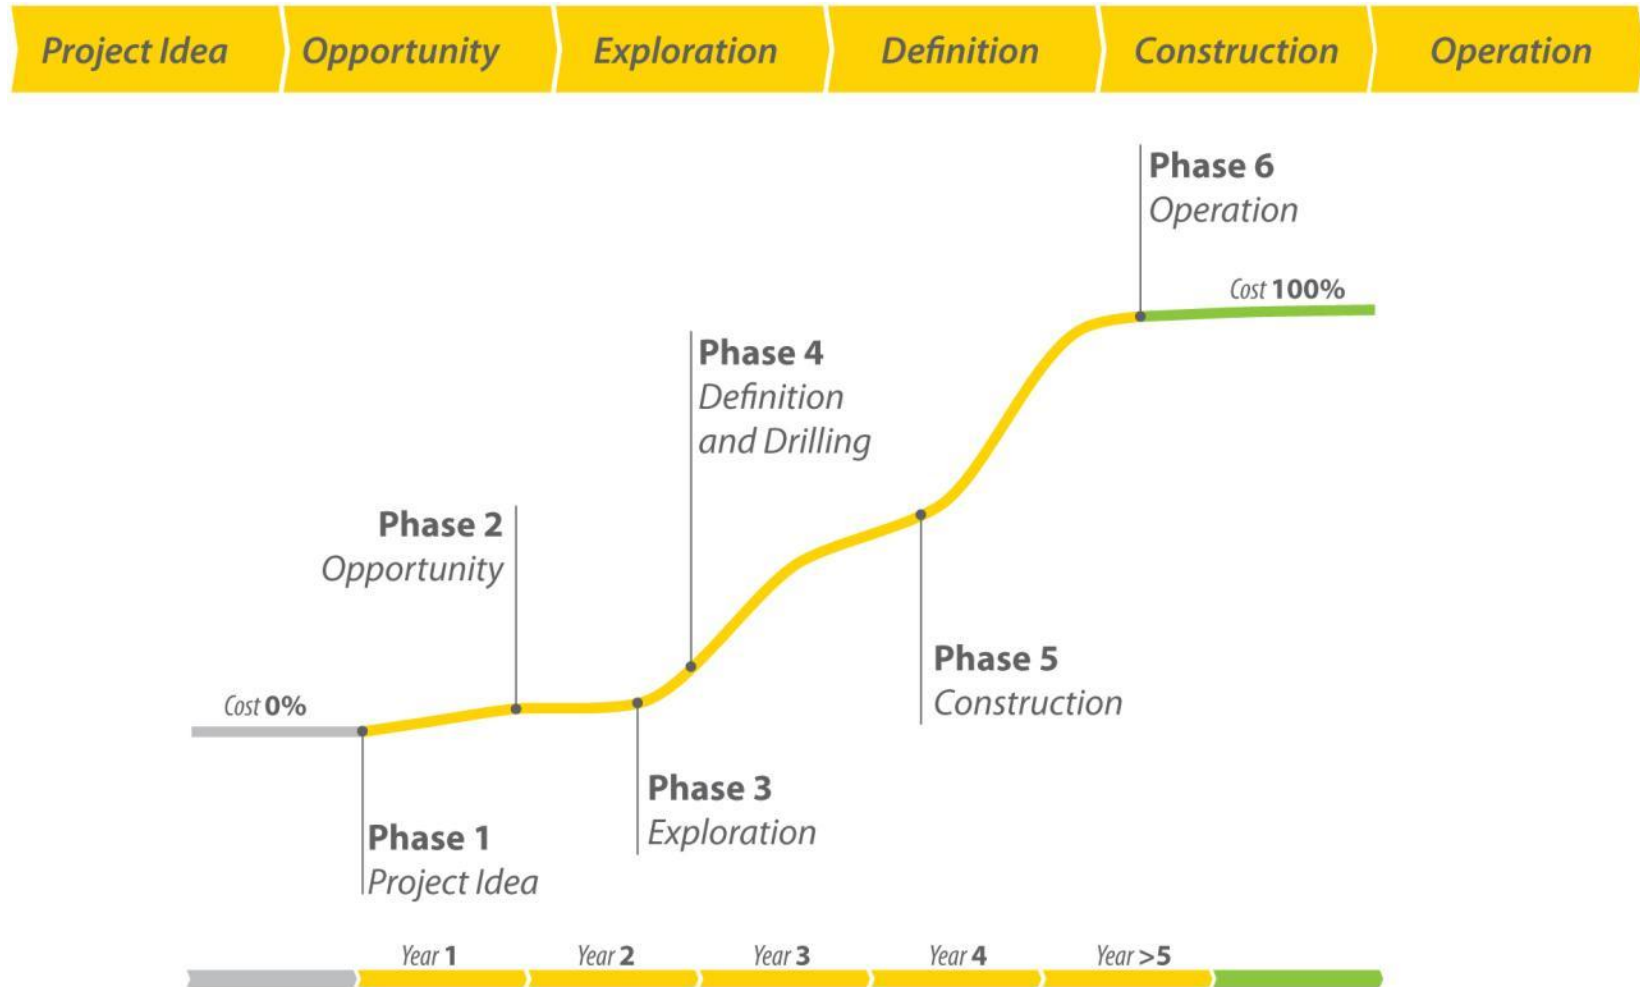 Project Idea
Opportunity
Exploration
Definition
Construction
Operation
Phase 6
Operation
Cost 100%
Phase 4
Definition
and Drilling
Phase 2
Opportunity
Phase 5
Construction
Cost 0%
Phase 3
Exploration
Phase 1
Project Idea
Year 1
Year 2
Year 3
Year 4
Year >5